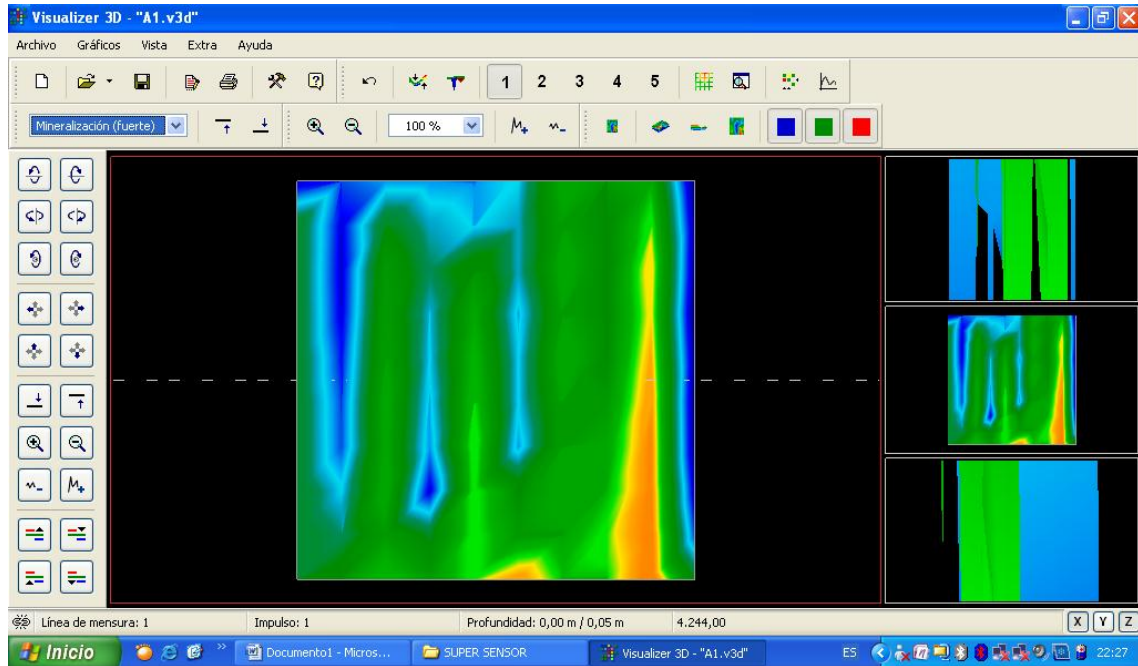 Visualizer 3D - "A1.v3d"
Archivo Gráficos Vista Extra Ayuda
1 2 3 4 5
Mineralización (fuerte) 100 %
Línea de mensura: 1 Impulso: 1 Profundidad: 0,00 m / 0,05 m 4.244,00 X Y Z
Inicio Documento1 - Micros... SUPER SENSOR Visualizer 3D - "A1.v3d" ES 22:27